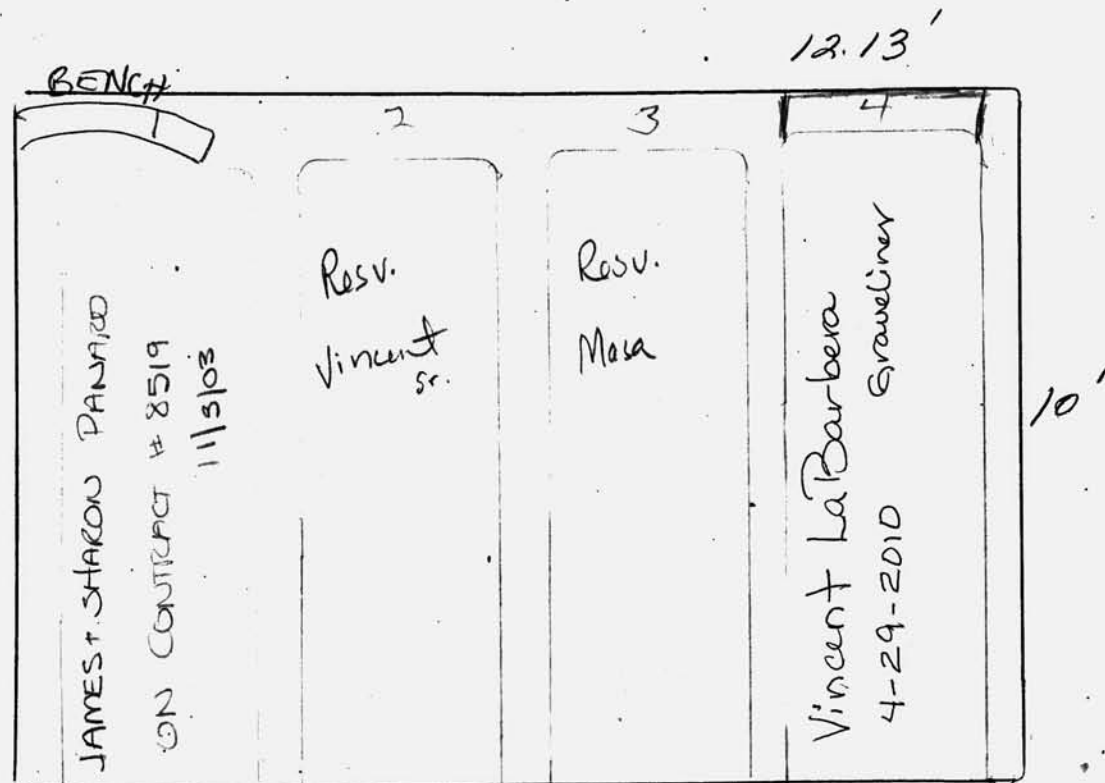 12.13'
BENCH
2
3
4
JAMES + SHARON PANARO
ON CONTRACT # 8519
11/3/03
Resv.
Vincent
sr.
Resv.
Masa
Vincent LaBarbera
4-29-2010 Graveliner
10'